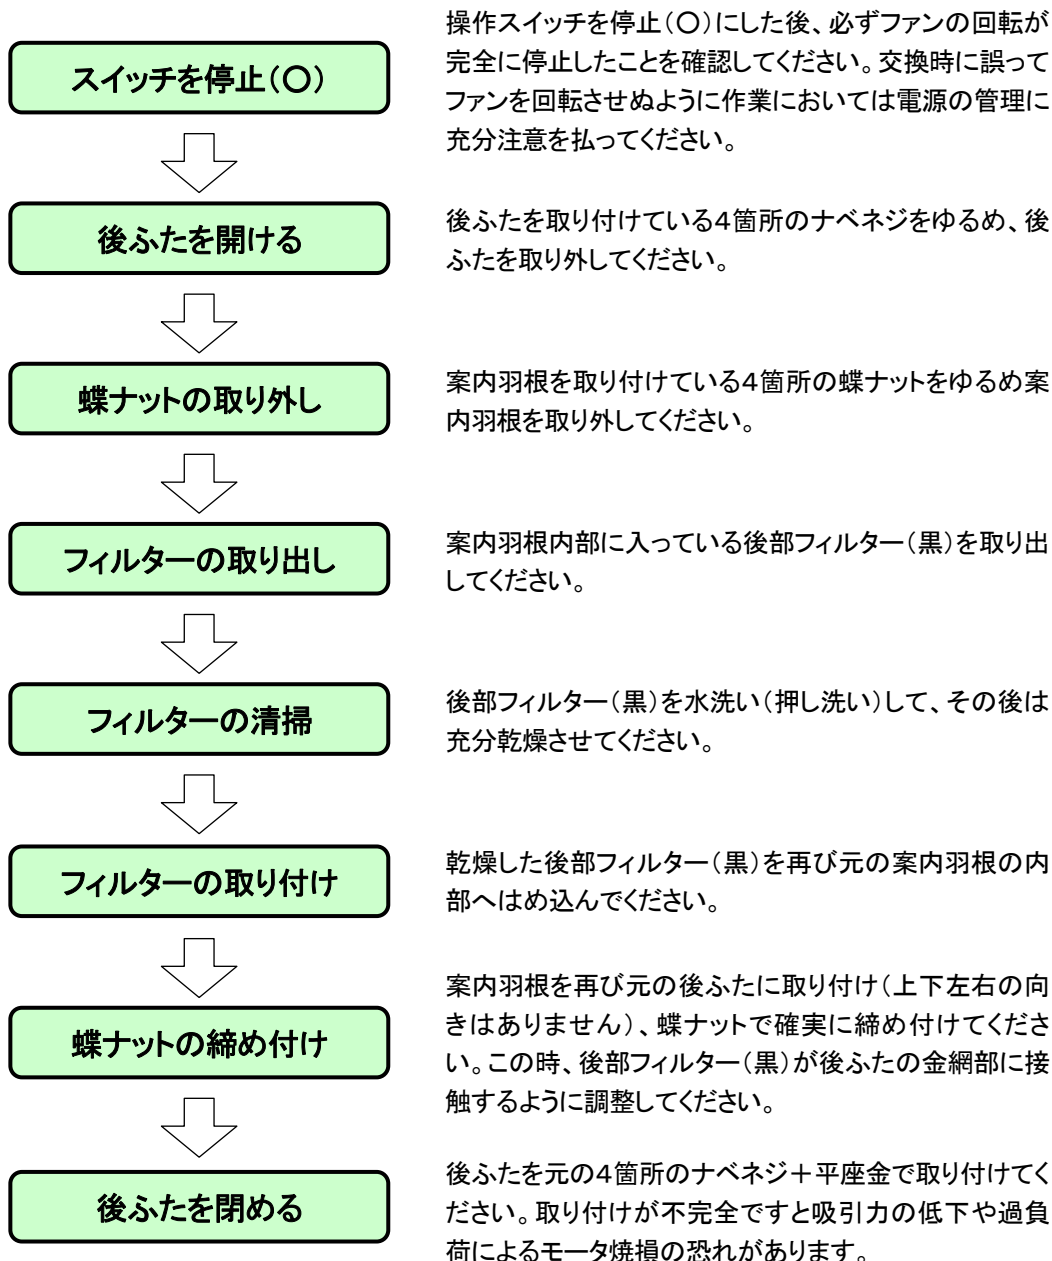 スイッチを停止（〇）
操作スイッチを停止（〇）にした後、必ずファンの回転が
完全に停止したことを確認してください。交換時に誤って
ファンを回転させぬように作業においては電源の管理に
充分注意を払ってください。
後ふたを開ける
後ふたを取り付けている４箇所のナベネジをゆるめ、後
ふたを取り外してください。
蝶ナットの取り外し
案内羽根を取り付けている４箇所の蝶ナットをゆるめ案
内羽根を取り外してください。
フィルターの取り出し
案内羽根内部に入っている後部フィルター（黒）を取り出
してください。
フィルターの清掃
後部フィルター（黒）を水洗い（押し洗い）して、その後は
充分乾燥させてください。
フィルターの取り付け
乾燥した後部フィルター（黒）を再び元の案内羽根の内
部へはめ込んでください。
蝶ナットの締め付け
案内羽根を再び元の後ふたに取り付け（上下左右の向
きはありません）、蝶ナットで確実に締め付けてくださ
い。この時、後部フィルター（黒）が後ふたの金網部に接
触するように調整してください。
後ふたを閉める
後ふたを元の４箇所のナベネジ＋平座金で取り付けてく
ださい。取り付けが不完全ですと吸引力の低下や過負
荷によるモータ焼損の恐れがあります。